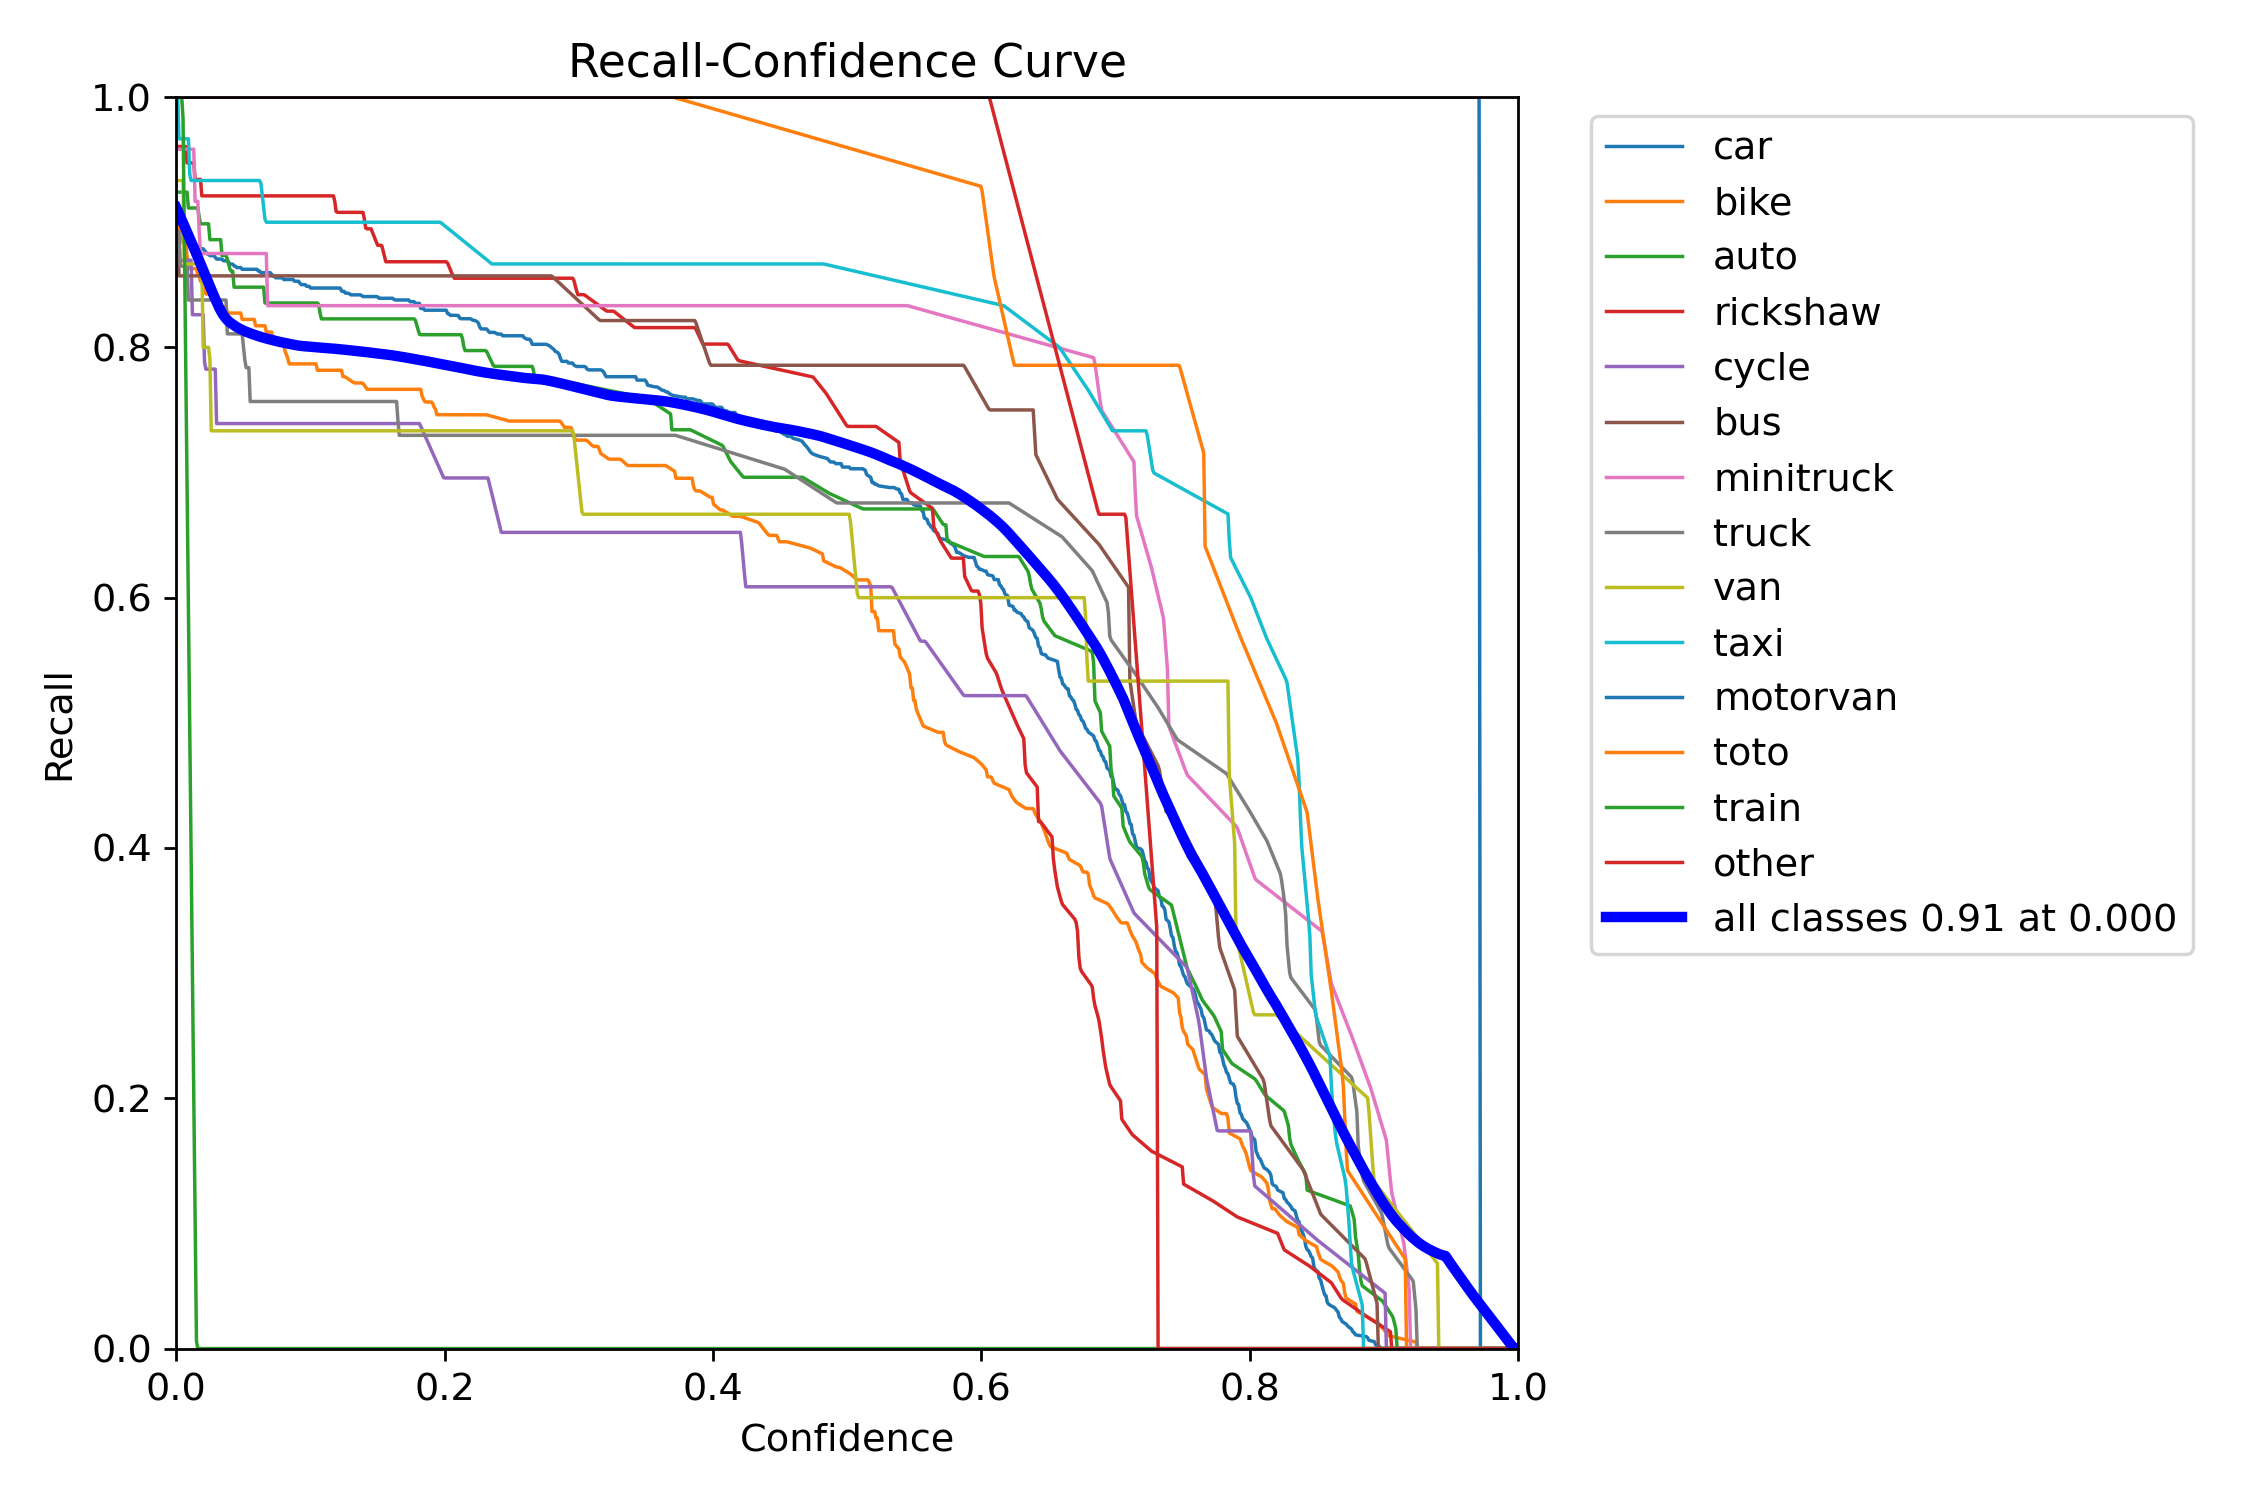 Recall-Confidence Curve
1.0
0.8
0.6
0.4
0.2
0.0
Recall
0.0 0.2 0.4 0.6 0.8 1.0
Confidence
car
bike
auto
rickshaw
cycle
bus
minitruck
truck
van
taxi
motorvan
toto
train
other
all classes 0.91 at 0.000